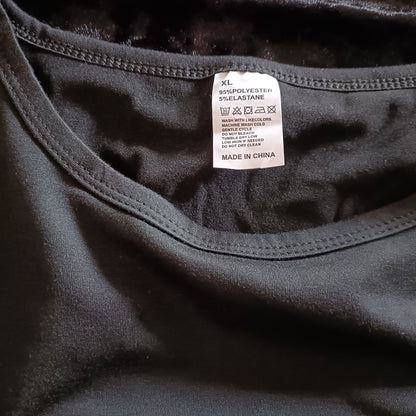 XL
95%POLYESTER
5%ELASTANE
WASH WITH LIKECOLORS.
MACHINE WASH COLD
GENTLE CYCLE
DO NOT BLEACH
TUMBLE DRY LOW
LOW IRON IF NEEDED
DO NOT DRY CLEAN
MADE IN CHINA